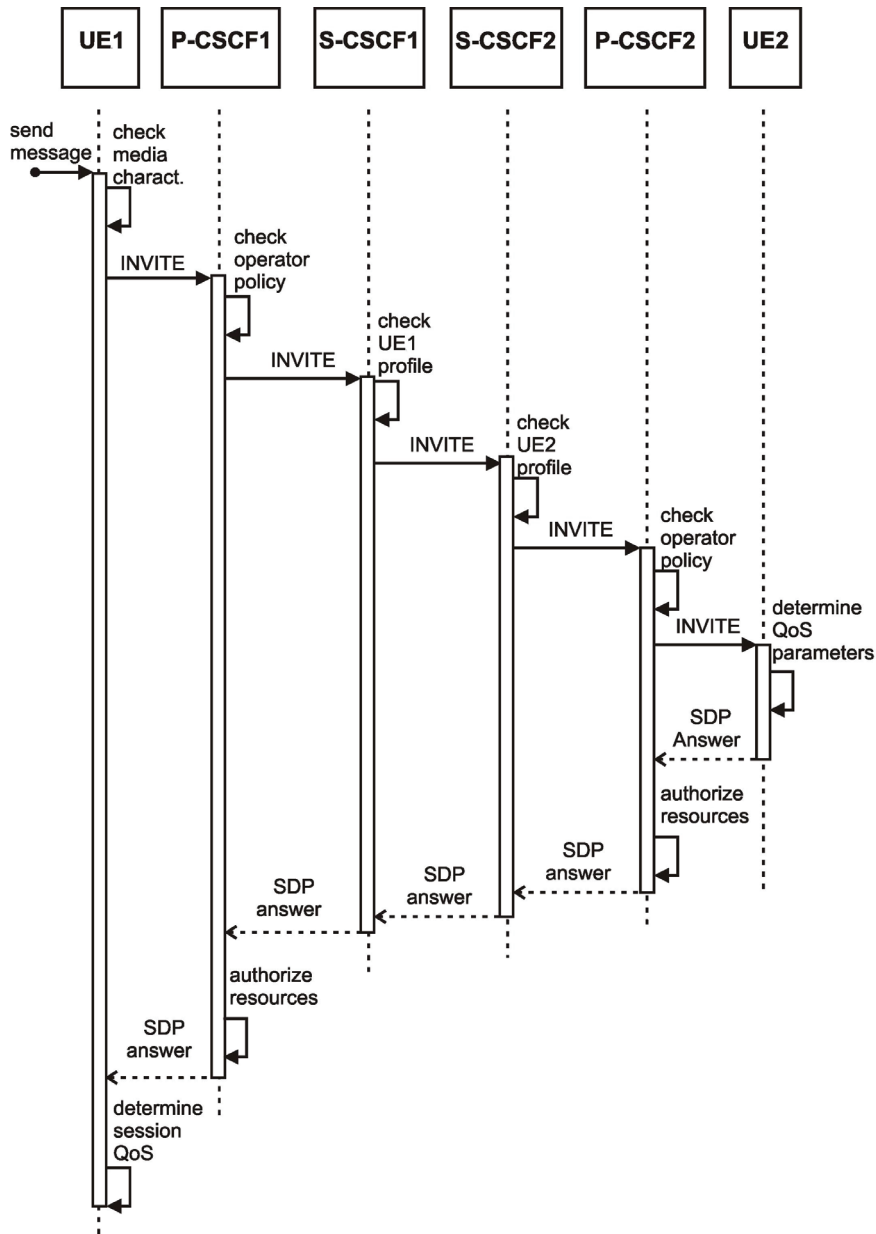 UE1
P-CSCF1
S-CSCF1
S-CSCF2
P-CSCF2
UE2
send
message
check
media
charact.
INVITE
check
operator
policy
INVITE
check
UE1
profile
INVITE
check
UE2
profile
INVITE
check
operator
policy
INVITE
determine
QoS
parameters
SDP
Answer
authorize
resources
SDP
answer
SDP
answer
SDP
answer
authorize
resources
SDP
answer
determine
session
QoS